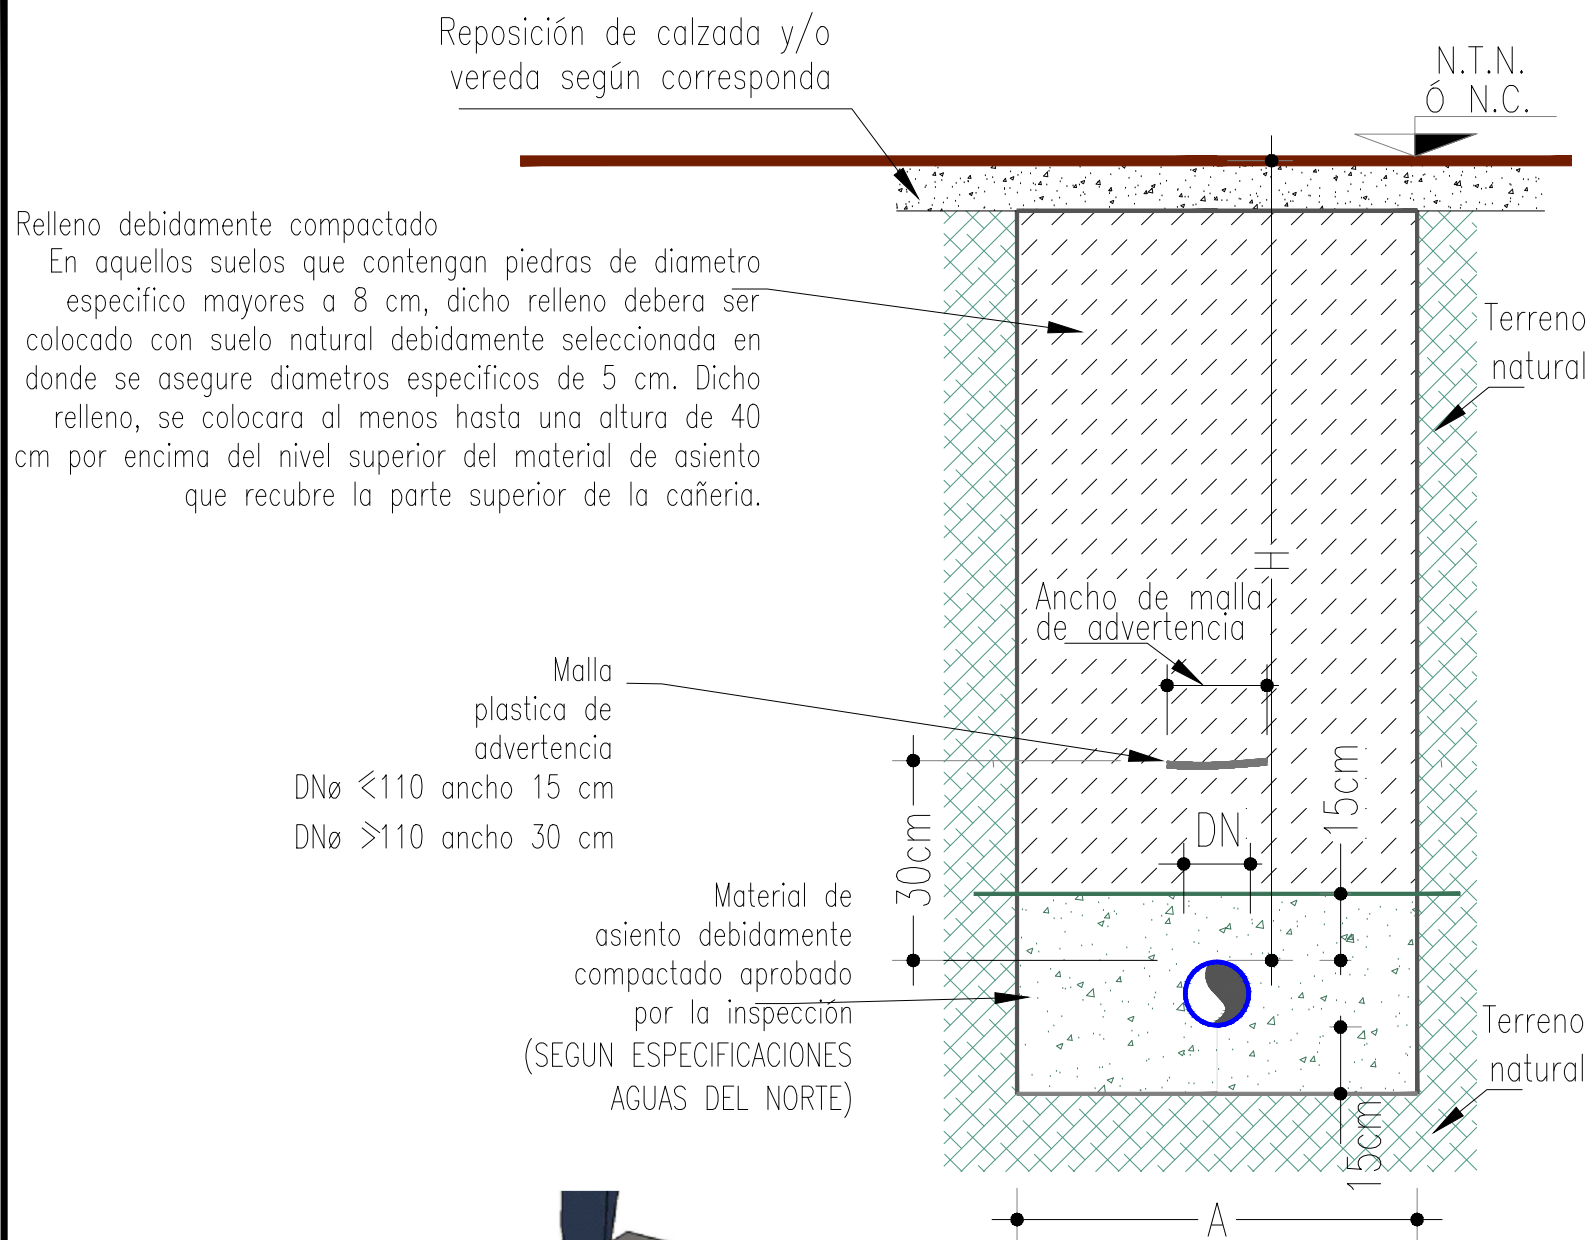 Reposición de calzada y/o
vereda según corresponda
N.T.N.
Ó N.C.
Relleno debidamente compactado
En aquellos suelos que contengan piedras de diametro
especifico mayores a 8 cm, dicho relleno debera ser
colocado con suelo natural debidamente seleccionada en
donde se asegure diametros especificos de 5 cm. Dicho
relleno, se colocara al menos hasta una altura de 40
cm por encima del nivel superior del material de asiento
que recubre la parte superior de la cañeria.
Terreno
natural
H
Ancho de malla
de advertencia
Malla
plastica de
advertencia
DNø ≤110 ancho 15 cm
DNø >110 ancho 30 cm
30cm
DN
15cm
Material de
asiento debidamente
compactado aprobado
por la inspección
(SEGUN ESPECIFICACIONES
AGUAS DEL NORTE)
Terreno
natural
15cm
A